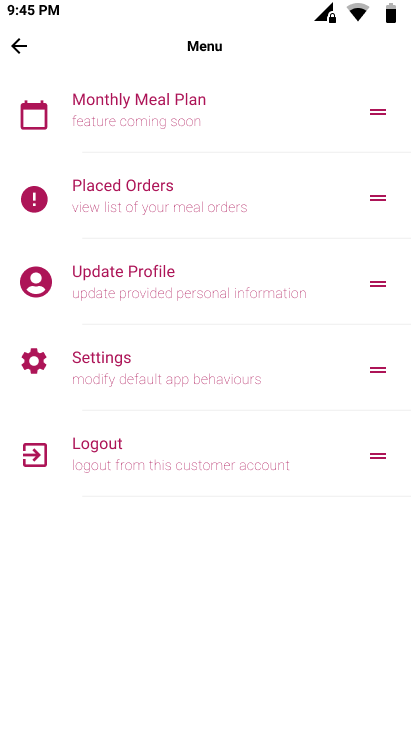 9:45 PM
Menu
Monthly Meal Plan
feature coming soon
Placed Orders
view list of your meal orders
Update Profile
update provided personal information
Settings
modify default app behaviours
Logout
logout from this customer account